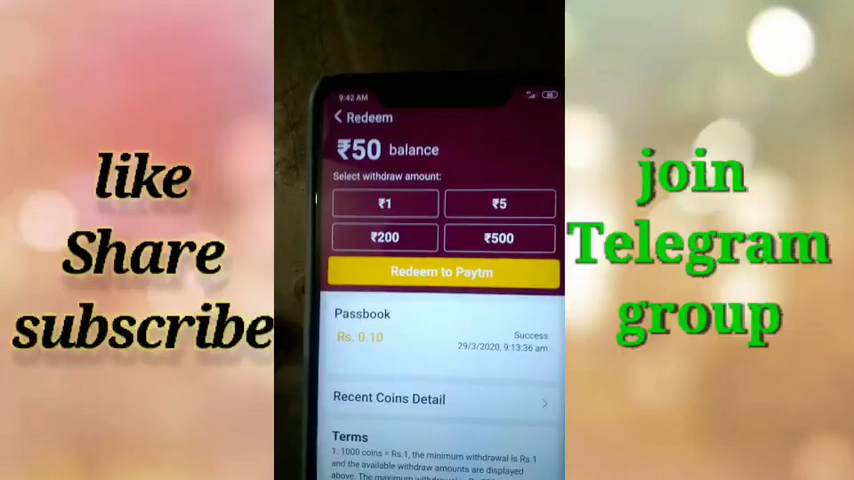 like
Share
subscribe
9:42 AM
Redeem
₹50 balance
Select withdraw amount:
₹1
₹5
₹200
₹500
Redeem to Paytm
Passbook
Rs. 0.10
Success
29/3/2020, 9:13:36 am
Recent Coins Detail
Terms
1. 1000 coins = Rs.1, the minimum withdrawal is Rs.1
and the available withdraw amounts are displayed
above. The maximum withdrawal is
join
Telegram
group